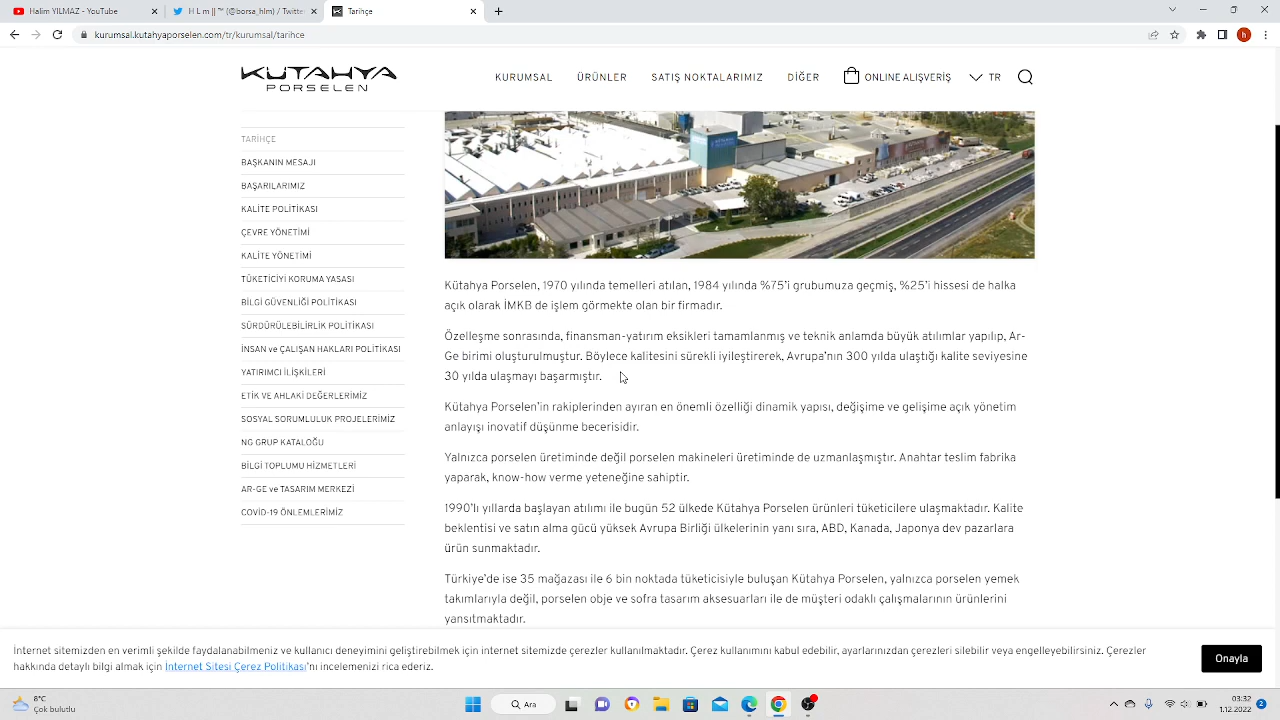 Halim YILMAZ - YouTube
H L m || ™ (@borsa_hlm) / Twitter
Tarihçe
kurumsal.kutahyaporselen.com/tr/kurumsal/tarihce
h
KÜTAHYA
PORSELEN
KURUMSAL
ÜRÜNLER
SATIŞ NOKTALARIMIZ
DİĞER
ONLINE ALIŞVERİŞ
TR
TARİHÇE
BAŞKANIN MESAJI
BAŞARILARIMIZ
KALİTE POLİTİKASI
ÇEVRE YÖNETİMİ
KALİTE YÖNETİMİ
TÜKETİCİYİ KORUMA YASASI
BİLGİ GÜVENLİĞİ POLİTİKASI
SÜRDÜRÜLEBİLİRLİK POLİTİKASI
İNSAN ve ÇALIŞAN HAKLARI POLİTİKASI
YATIRIMCI İLİŞKİLERİ
ETİK VE AHLAKİ DEĞERLERİMİZ
SOSYAL SORUMLULUK PROJELERİMİZ
NG GRUP KATALOĞU
BİLGİ TOPLUMU HİZMETLERİ
AR-GE ve TASARIM MERKEZİ
COVİD-19 ÖNLEMLERİMİZ
Kütahya Porselen, 1970 yılında temelleri atılan, 1984 yılında %75’i grubumuza geçmiş, %25’i hissesi de halka
açık olarak İMKB de işlem görmekte olan bir firmadır.
Özelleşme sonrasında, finansman-yatırım eksikleri tamamlanmış ve teknik anlamda büyük atılımlar yapılıp, Ar-
Ge birimi oluşturulmuştur. Böylece kalitesini sürekli iyileştirerek, Avrupa’nın 300 yılda ulaştığı kalite seviyesine
30 yılda ulaşmayı başarmıştır.
Kütahya Porselen’in rakiplerinden ayıran en önemli özelliği dinamik yapısı, değişime ve gelişime açık yönetim
anlayışı inovatif düşünme becerisidir.
Yalnızca porselen üretiminde değil porselen makineleri üretiminde de uzmanlaşmıştır. Anahtar teslim fabrika
yaparak, know-how verme yeteneğine sahiptir.
1990’lı yıllarda başlayan atılımı ile bugün 52 ülkede Kütahya Porselen ürünleri tüketicilere ulaşmaktadır. Kalite
beklentisi ve satın alma gücü yüksek Avrupa Birliği ülkelerinin yanı sıra, ABD, Kanada, Japonya dev pazarlara
ürün sunmaktadır.
Türkiye’de ise 35 mağazası ile 6 bin noktada tüketicisiyle buluşan Kütahya Porselen, yalnızca porselen yemek
takımlarıyla değil, porselen obje ve sofra tasarım aksesuarları ile de müşteri odaklı çalışmalarının ürünlerini
yansıtmaktadır.
İnternet sitemizden en verimli şekilde faydalanabilmeniz ve kullanıcı deneyimini geliştirebilmek için internet sitemizde çerezler kullanılmaktadır. Çerez kullanımını kabul edebilir, ayarlarınızdan çerezleri silebilir veya engelleyebilirsiniz. Çerezler
hakkında detaylı bilgi almak için İnternet Sitesi Çerez Politikası’nı incelemenizi rica ederiz.
Onayla
8°C
Çok bulutlu
Ara
03:32
1.12.2022
2